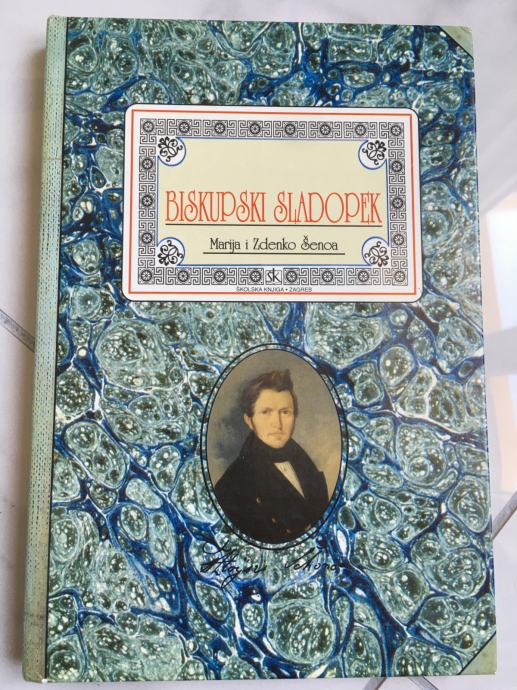 BISKUPSKI SLADOPEK
Marija i Zdenko Šenoa
ŠK
ŠKOLSKA KNJIGA • ZAGREB